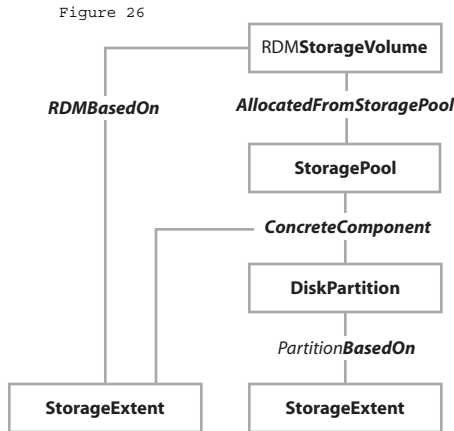 Figure 26
RDMStorageVolume
RDMBasedOn
AllocatedFromStoragePool
StoragePool
ConcreteComponent
DiskPartition
PartitionBasedOn
StorageExtent
StorageExtent